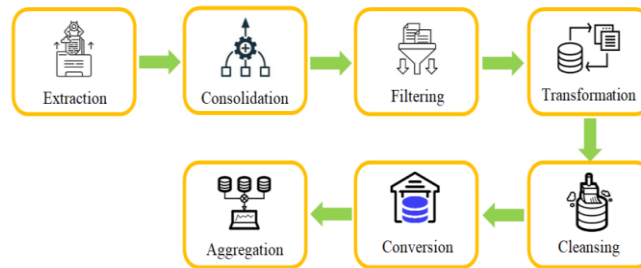 Extraction
Consolidation
Filtering
Transformation
Cleansing
Conversion
Aggregation